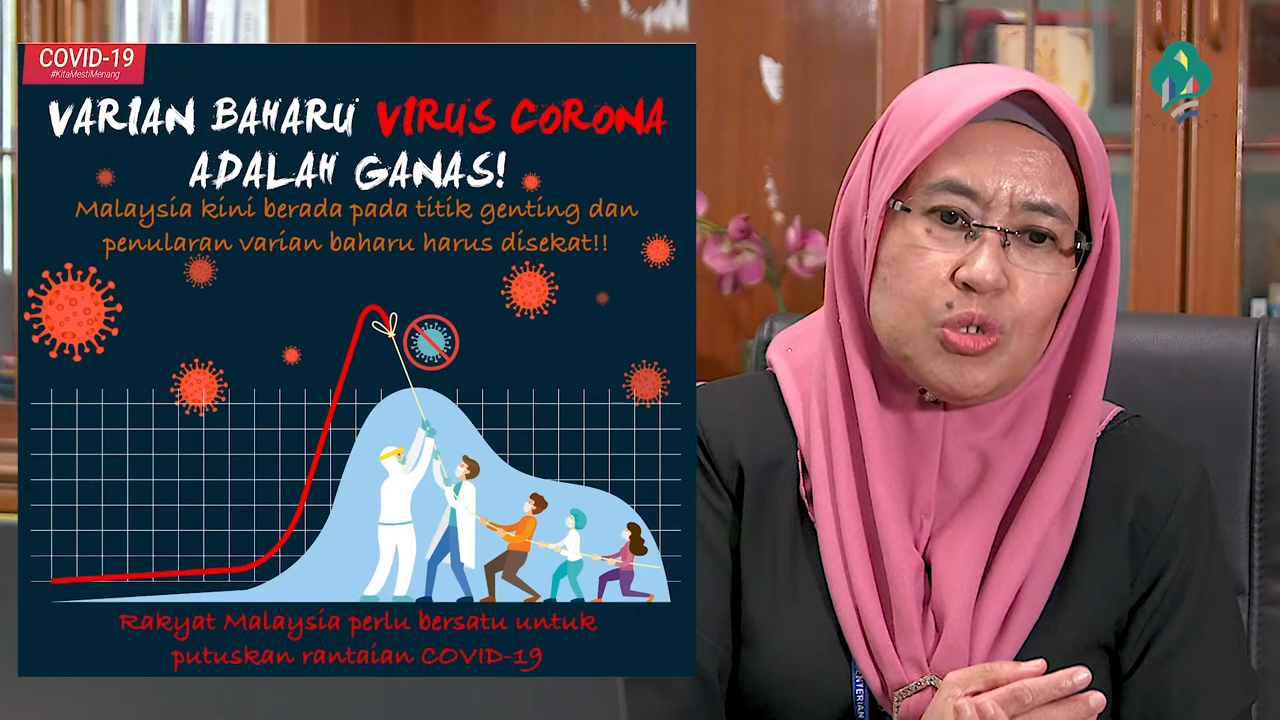 COVID-19
#KitaMestiMenang
VARIAN BAHARU VIRUS CORONA
ADALAH GANAS!
Malaysia kini berada pada titik genting dan
penularan varian baharu harus disekat!!
Rakyat Malaysia perlu bersatu untuk
putuskan rantaian COVID-19
PUTRAJAYA